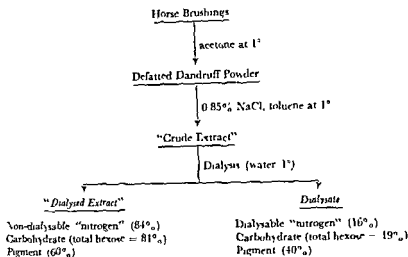 Horse Brushings
acetone at 1°
Defatted Dandruff Powder
0 85% NaCl, toluene at 1°
"Crude Extract"
Dialysis (water 1°)
"Dialysed Extract"
Non-dialysable "nitrogen" (84%)
Carbohydrate (total hexose = 81%)
Pigment (60%)
Dialysate
Dialysable "nitrogen" (16%)
Carbohydrate (total hexose - 19%)
Pigment (40%)